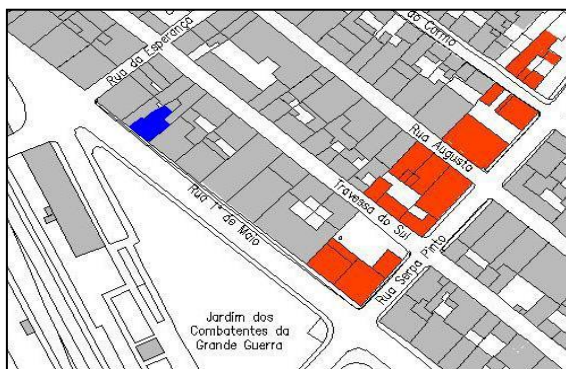 do Correio
Rua da Esperança
Rua Augusta
Travessa do Sul
Rua 1º de Maio
Rua Serpa Pinto
Jardim dos
Combatentes da
Grande Guerra